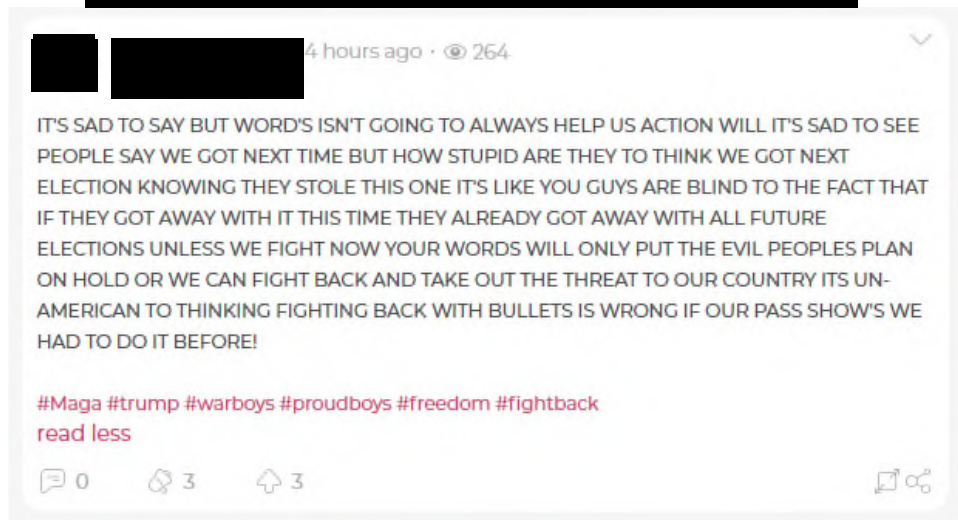 4 hours ago · 264
IT'S SAD TO SAY BUT WORD'S ISN'T GOING TO ALWAYS HELP US ACTION WILL IT'S SAD TO SEE
PEOPLE SAY WE GOT NEXT TIME BUT HOW STUPID ARE THEY TO THINK WE GOT NEXT
ELECTION KNOWING THEY STOLE THIS ONE IT'S LIKE YOU GUYS ARE BLIND TO THE FACT THAT
IF THEY GOT AWAY WITH IT THIS TIME THEY ALREADY GOT AWAY WITH ALL FUTURE
ELECTIONS UNLESS WE FIGHT NOW YOUR WORDS WILL ONLY PUT THE EVIL PEOPLES PLAN
ON HOLD OR WE CAN FIGHT BACK AND TAKE OUT THE THREAT TO OUR COUNTRY ITS UN-
AMERICAN TO THINKING FIGHTING BACK WITH BULLETS IS WRONG IF OUR PASS SHOW'S WE
HAD TO DO IT BEFORE!
#Maga #trump #warboys #proudboys #freedom #fightback
read less
0 3 3